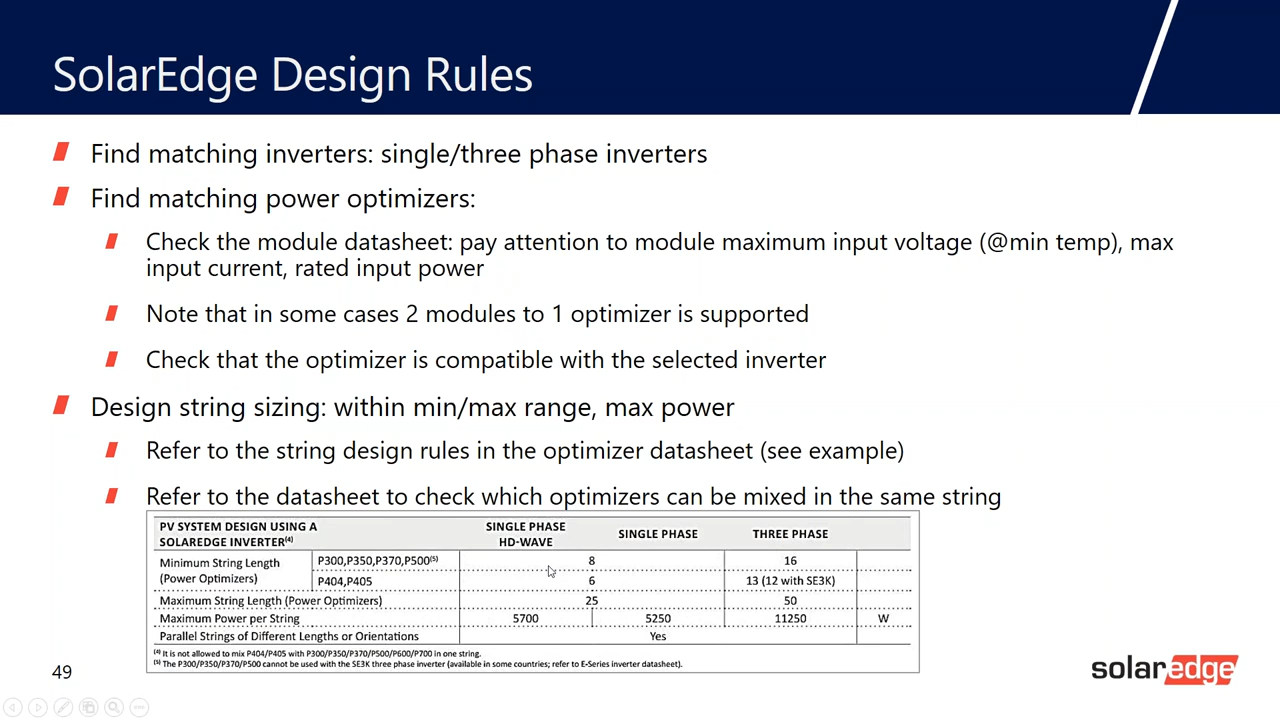 SolarEdge Design Rules
Find matching inverters: single/three phase inverters
Find matching power optimizers:
Check the module datasheet: pay attention to module maximum input voltage (@min temp), max
input current, rated input power
Note that in some cases 2 modules to 1 optimizer is supported
Check that the optimizer is compatible with the selected inverter
Design string sizing: within min/max range, max power
Refer to the string design rules in the optimizer datasheet (see example)
Refer to the datasheet to check which optimizers can be mixed in the same string
PV SYSTEM DESIGN USING A SOLAREDGE INVERTER(4) SINGLE PHASE HD-WAVE SINGLE PHASE THREE PHASE
Minimum String Length (Power Optimizers) P300,P350,P370,P500(5) 8 16
P404,P405 6 13 (12 with SE3K)
Maximum String Length (Power Optimizers) 25 50
Maximum Power per String 5700 5250 11250 W
Parallel Strings of Different Lengths or Orientations Yes
(4) It is not allowed to mix P404/P405 with P300/P350/P370/P500/P600/P700 in one string.
(5) The P300/P350/P370/P500 cannot be used with the SE3K three phase inverter (available in some countries; refer to E-Series inverter datasheet).
49
solaredge